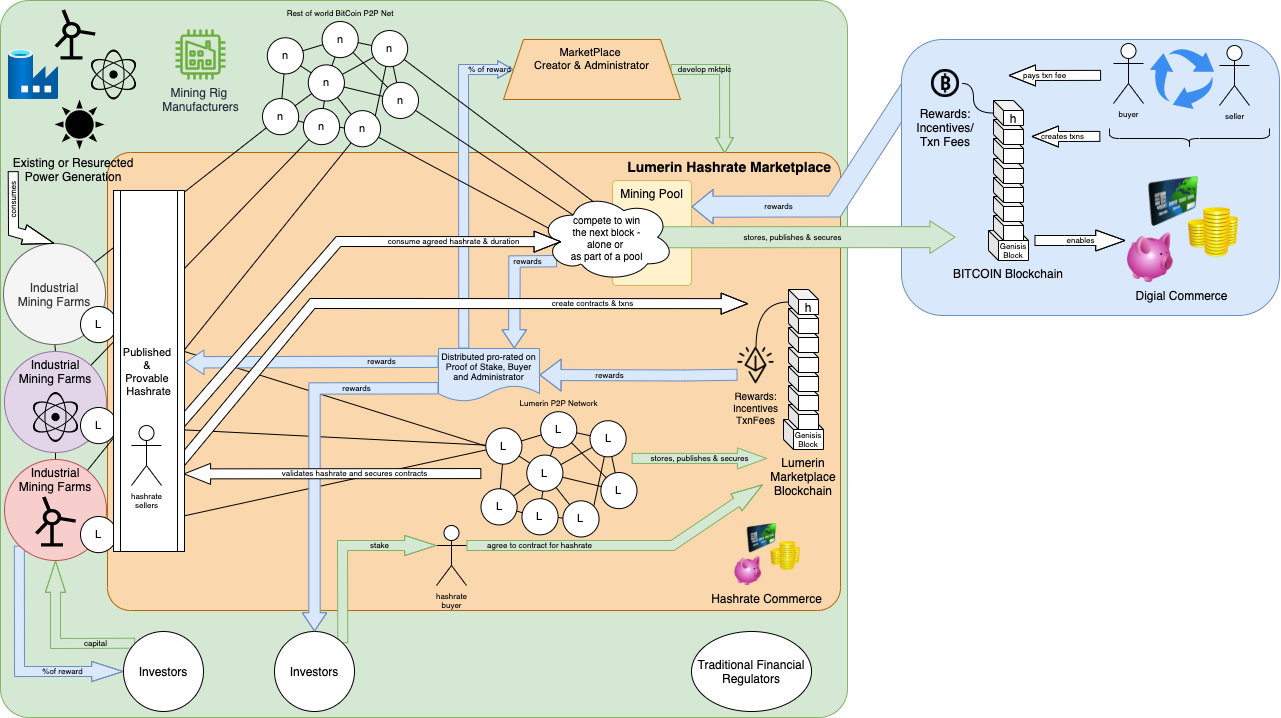 Rest of world BitCoin P2P Net
n
n
n
n
n
n
n
n
Mining Rig
Manufacturers
Existing or Resurected
Power Generation
consumes
MarketPlace
Creator & Administrator
% of reward
develop mktplc
Lumerin Hashrate Marketplace
Mining Pool
compete to win
the next block -
alone or
as part of a pool
rewards
rewards
stores, publishes & secures
consume agreed hashrate & duration
create contracts & txns
Industrial
Mining Farms
L
Industrial
Mining Farms
L
Industrial
Mining Farms
L
Published
&
Provable
Hashrate
hashrate
sellers
rewards
rewards
Distributed pro-rated on
Proof of Stake, Buyer
and Administrator
rewards
Rewards:
Incentives
TxnFees
h
Genisis
Block
Lumerin
Marketplace
Blockchain
Lumerin P2P Network
L
L
L
L
L
L
L
L
validates hashrate and secures contracts
stores, publishes & secures
stake
agree to contract for hashrate
hashrate
buyer
Hashrate Commerce
capital
%of reward
Investors
Investors
Traditional Financial
Regulators
Rewards:
Incentives/
Txn Fees
h
Genisis
Block
BITCOIN Blockchain
pays txn fee
creates txns
buyer
seller
enables
Digial Commerce